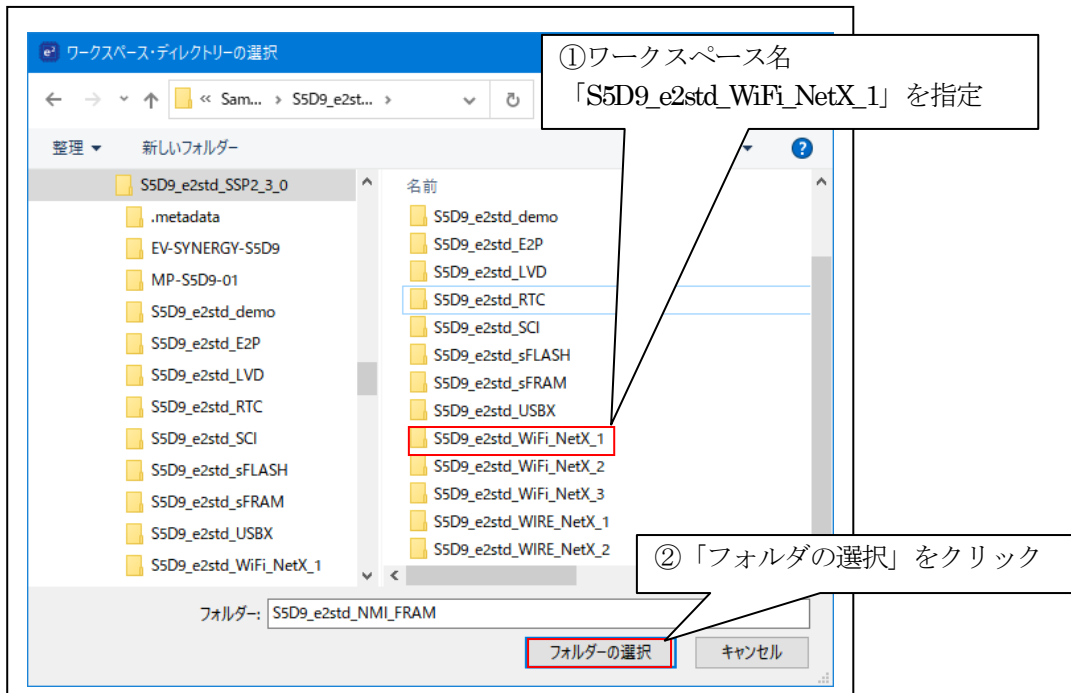 ワークスペース・ディレクトリーの選択
①ワークスペース名
「S5D9_e2std_WiFi_NetX_1」を指定
« Sam... › S5D9_e2st... ›
整理 新しいフォルダー
S5D9_e2std_SSP2_3_0
.metadata
EV-SYNERGY-S5D9
MP-S5D9-01
S5D9_e2std_demo
S5D9_e2std_E2P
S5D9_e2std_LVD
S5D9_e2std_RTC
S5D9_e2std_SCI
S5D9_e2std_sFLASH
S5D9_e2std_sFRAM
S5D9_e2std_USBX
S5D9_e2std_WiFi_NetX_1
名前
S5D9_e2std_demo
S5D9_e2std_E2P
S5D9_e2std_LVD
S5D9_e2std_RTC
S5D9_e2std_SCI
S5D9_e2std_sFLASH
S5D9_e2std_sFRAM
S5D9_e2std_USBX
S5D9_e2std_WiFi_NetX_1
S5D9_e2std_WiFi_NetX_2
S5D9_e2std_WiFi_NetX_3
S5D9_e2std_WIRE_NetX_1
S5D9_e2std_WIRE_NetX_2
②「フォルダの選択」をクリック
フォルダー: S5D9_e2std_NMI_FRAM
フォルダーの選択 キャンセル